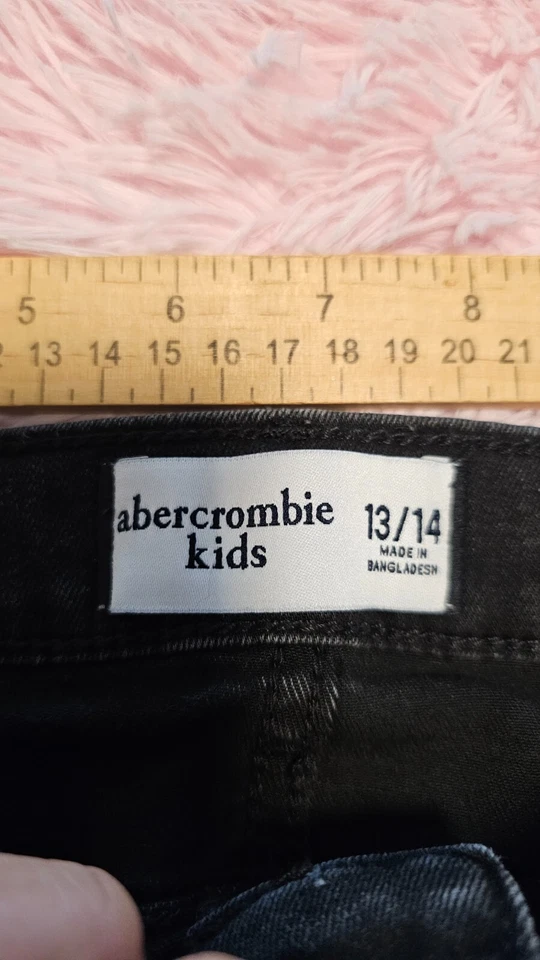 5 6 7 8
13 14 15 16 17 18 19 20 21
abercrombie
kids
13/14
MADE IN
BANGLADESH